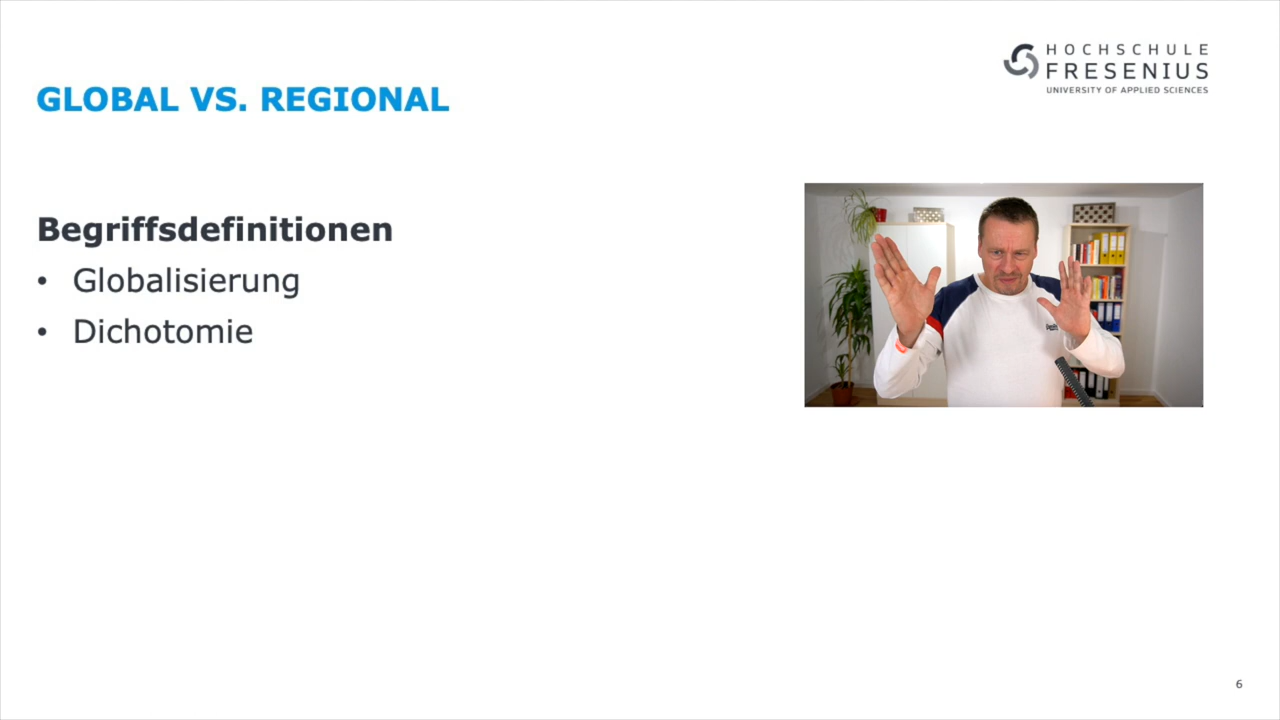 HOCHSCHULE
FRESENIUS
UNIVERSITY OF APPLIED SCIENCES
GLOBAL VS. REGIONAL
Begriffsdefinitionen
• Globalisierung
• Dichotomie
6